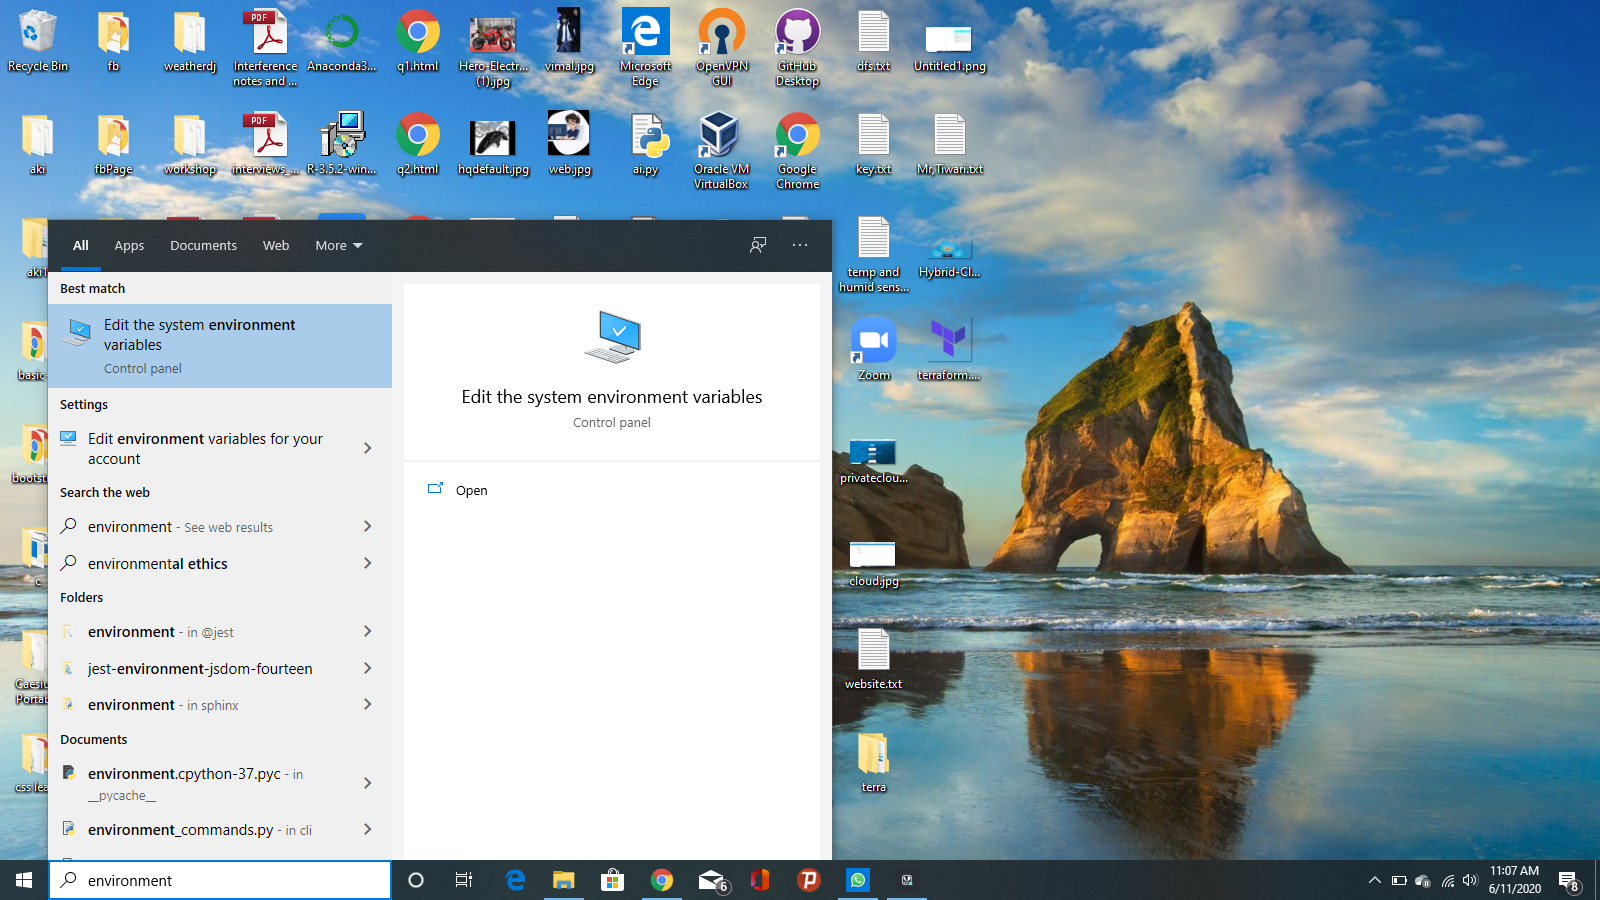 Recycle Bin
fb
weatherdj
Interference
notes and ...
Anaconda3...
q1.html
Hero-Electr...
(1).jpg
vimal.jpg
Microsoft
Edge
OpenVPN
GUI
GitHub
Desktop
dfs.txt
Untitled1.png
aki
fbPage
workshop
interviews_...
R-3.5.2-win...
q2.html
hqdefault.jpg
web.jpg
ai.py
Oracle VM
VirtualBox
Google
Chrome
key.txt
Mr,Tiwari.txt
aki1
temp and
humid sens...
Hybrid-Cl...
basic-
Zoom
terraform....
bootst
privateclou...
c
cloud.jpg
website.txt
css lea
terra
All
Apps
Documents
Web
More
Best match
Edit the system environment
variables
Control panel
Settings
Edit environment variables for your
account
Search the web
environment - See web results
environmental ethics
Folders
environment - in @jest
jest-environment-jsdom-fourteen
environment - in sphinx
Documents
environment.cpython-37.pyc - in
__pycache__
environment_commands.py - in cli
Edit the system environment variables
Control panel
Open
environment
6
11:07 AM
6/11/2020
8